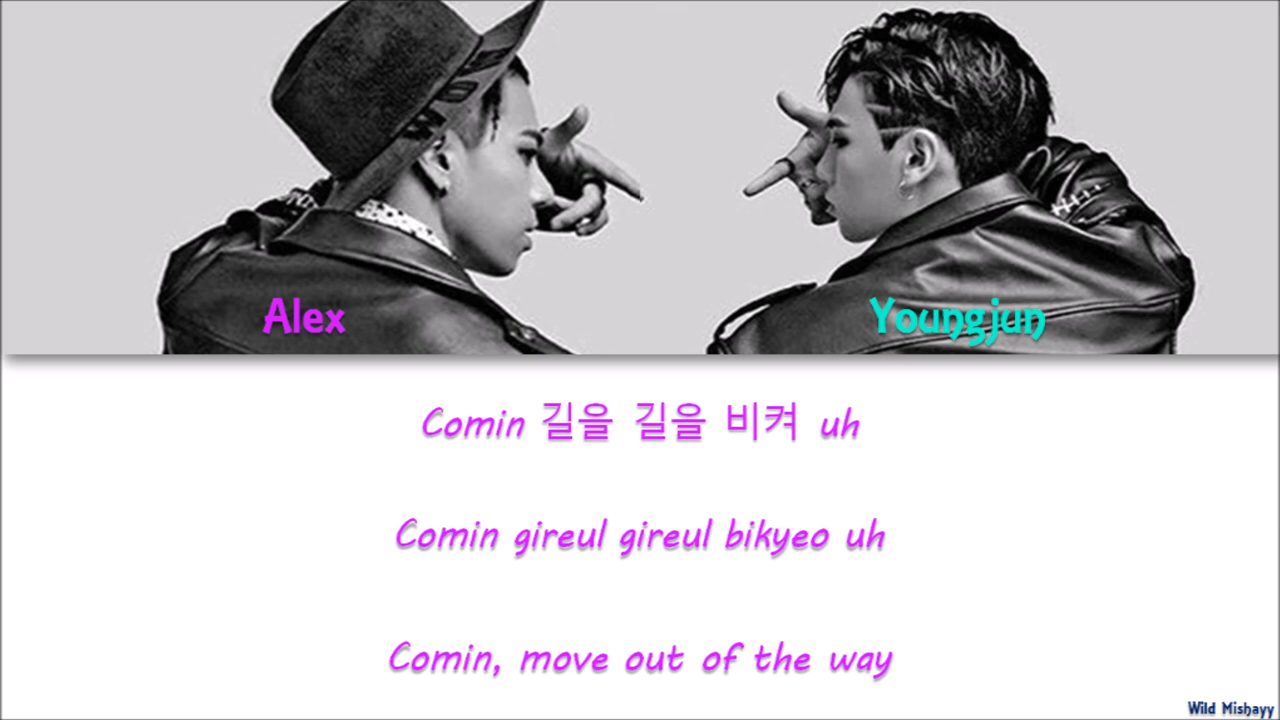 Alex
Youngjun
Comin 길을 길을 비켜 uh
Comin gireul gireul bikyeo uh
Comin, move out of the way
Wild Mishayy